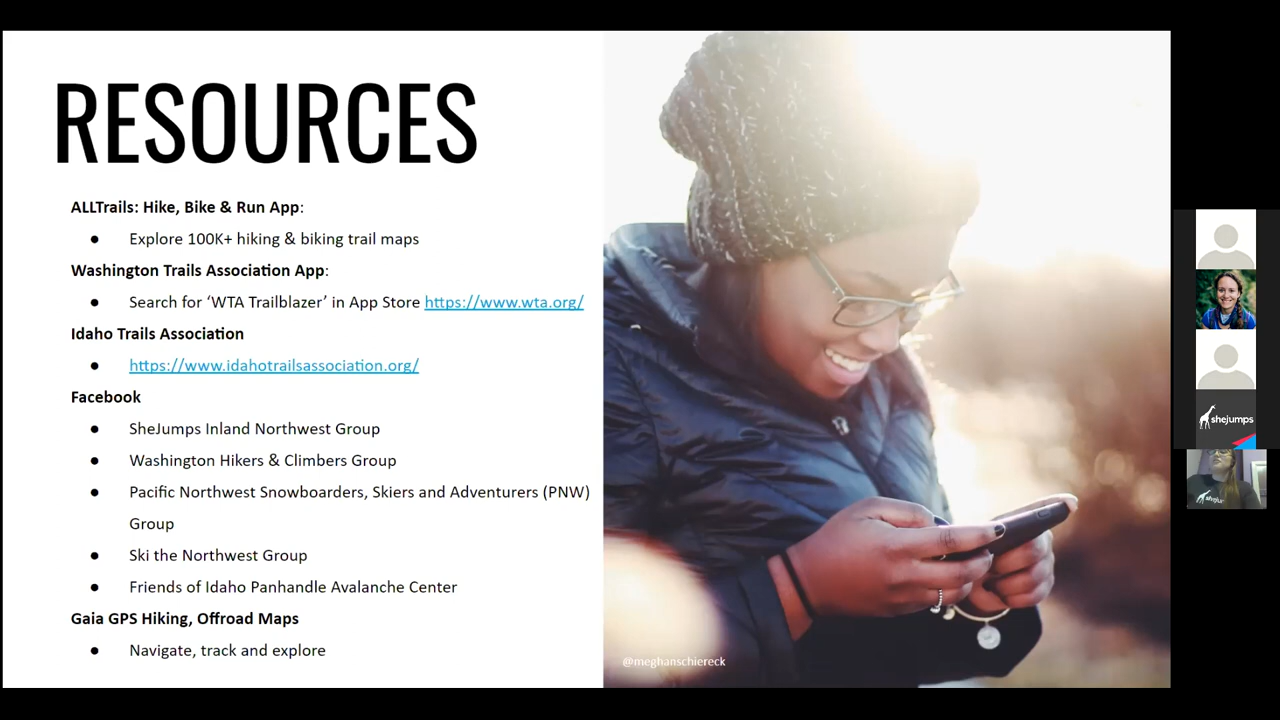 RESOURCES
ALLTrails: Hike, Bike & Run App:
● Explore 100K+ hiking & biking trail maps
Washington Trails Association App:
● Search for ‘WTA Trailblazer’ in App Store https://www.wta.org/
Idaho Trails Association
● https://www.idahotrailsassociation.org/
Facebook
● SheJumps Inland Northwest Group
● Washington Hikers & Climbers Group
● Pacific Northwest Snowboarders, Skiers and Adventurers (PNW)
Group
● Ski the Northwest Group
● Friends of Idaho Panhandle Avalanche Center
Gaia GPS Hiking, Offroad Maps
● Navigate, track and explore
@meghanschiereck
shejumps